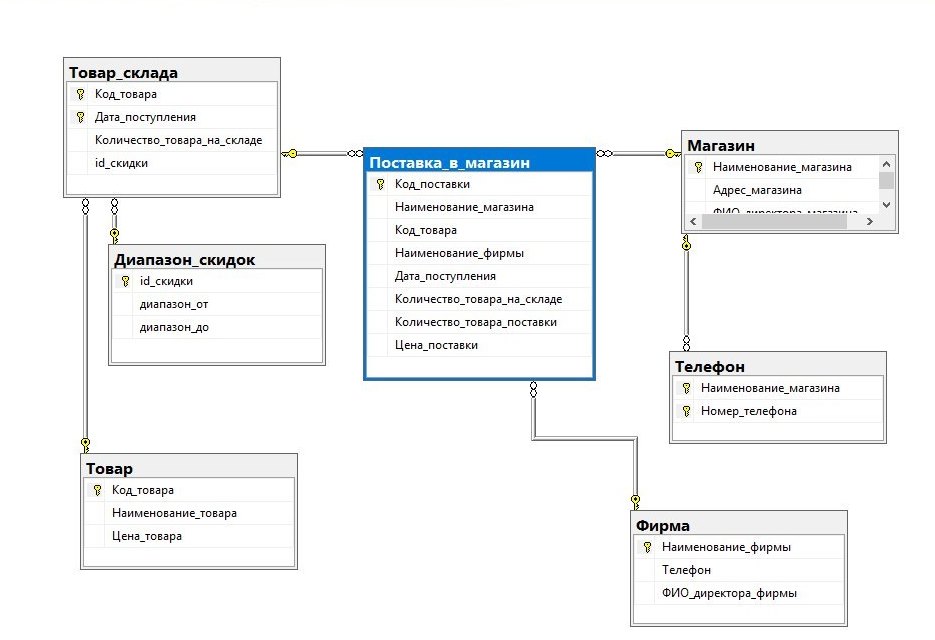 Товар_склада
Код_товара
Дата_поступления
Количество_товара_на_складе
id_скидки
Диапазон_скидок
id_скидки
диапазон_от
диапазон_до
Товар
Код_товара
Наименование_товара
Цена_товара
Поставка_в_магазин
Код_поставки
Наименование_магазина
Код_товара
Наименование_фирмы
Дата_поступления
Количество_товара_на_складе
Количество_товара_поставки
Цена_поставки
Магазин
Наименование_магазина
Адрес_магазина
ФИО_директора_магазина
Телефон
Наименование_магазина
Номер_телефона
Фирма
Наименование_фирмы
Телефон
ФИО_директора_фирмы